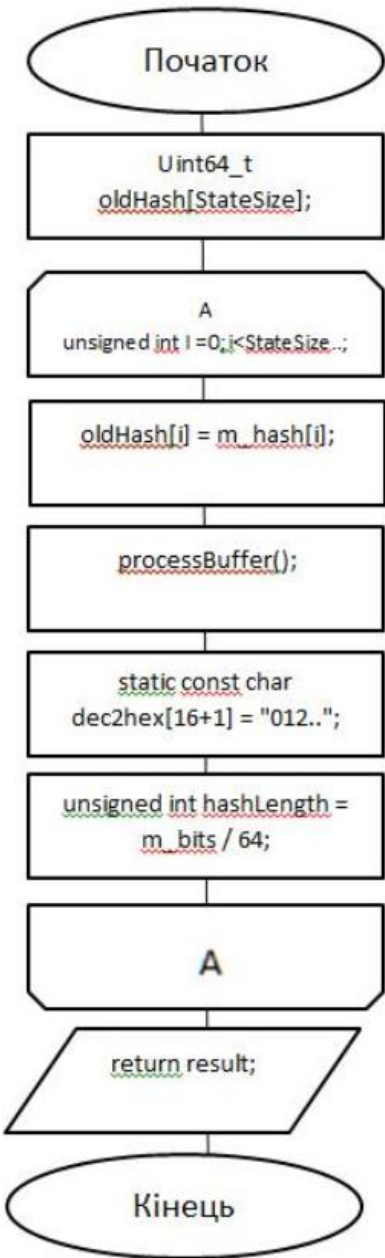 Початок
Uint64_t
oldHash[StateSize];
A
unsigned int I =0;i<StateSize..;
oldHash[i] = m_hash[i];
processBuffer();
static const char
dec2hex[16+1] = "012..";
unsigned int hashLength =
m_bits / 64;
A
return result;
Кінець